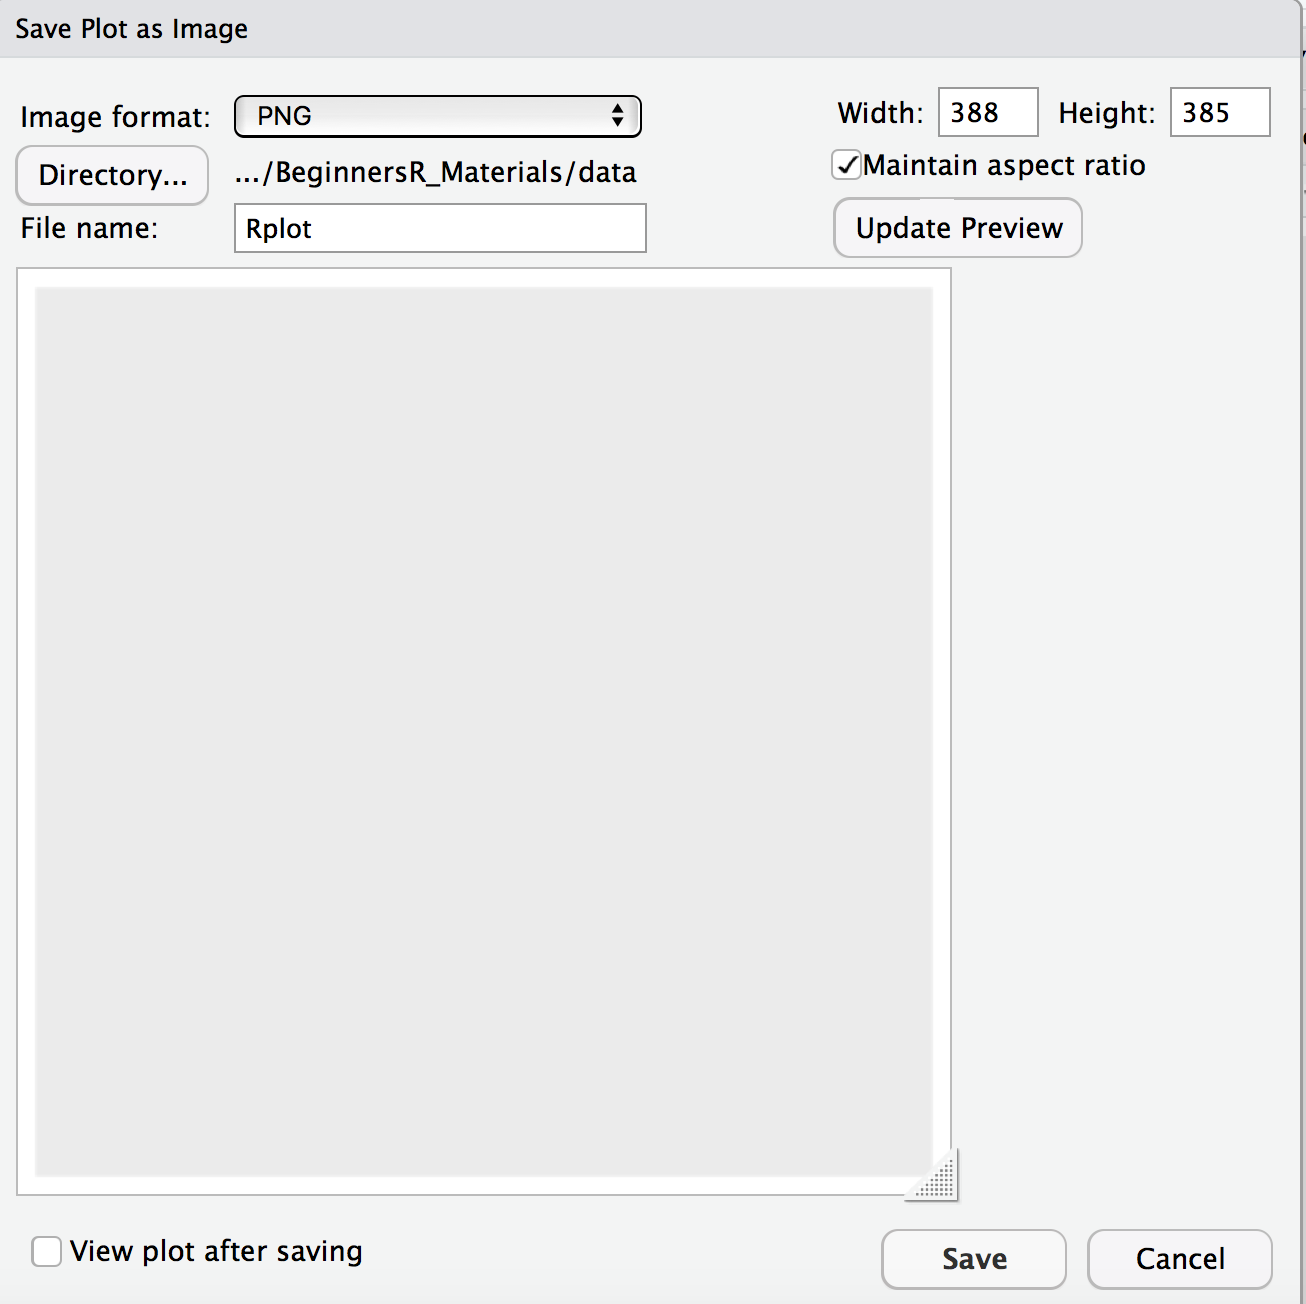 Save Plot as Image
Image format: PNG
Width: 388 Height: 385
Directory... .../BeginnersR_Materials/data
Maintain aspect ratio
File name: Rplot
Update Preview
View plot after saving
Save Cancel